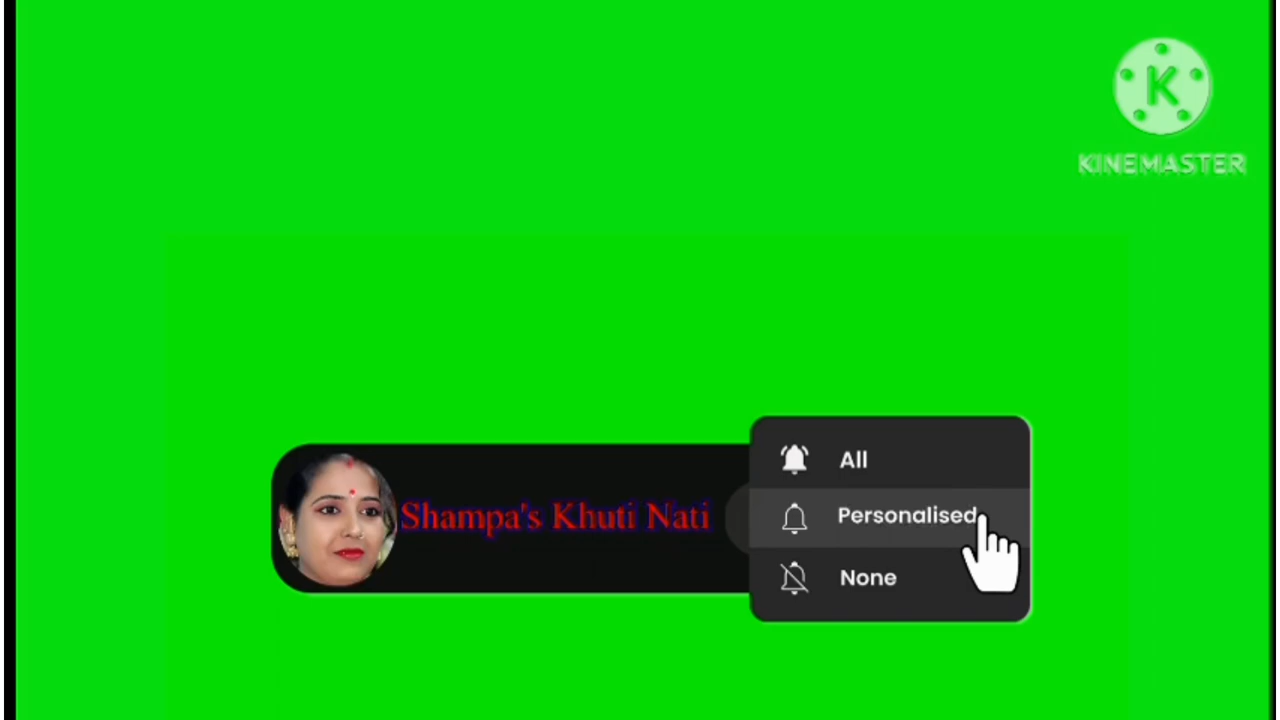 K
KINEMASTER
All
Shampa's Khuti Nati
Personalised
None